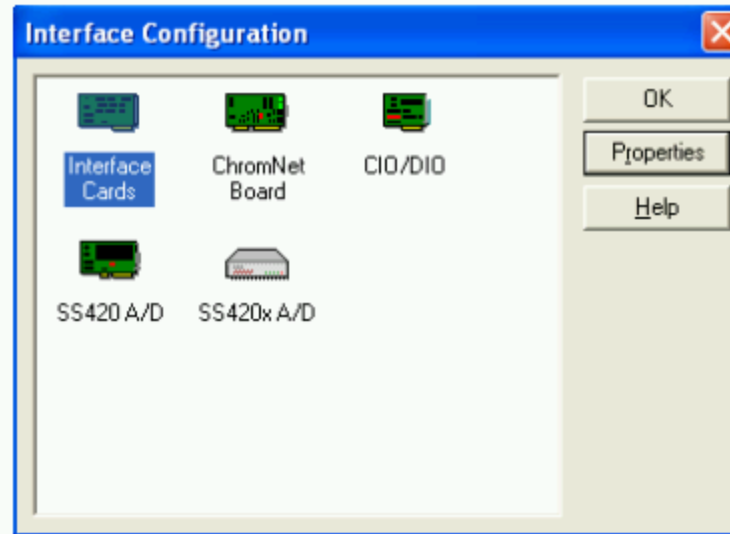 Interface Configuration
Interface
Cards
ChromNet
Board
CIO/DIO
SS420 A/D
SS420x A/D
OK
Properties
Help